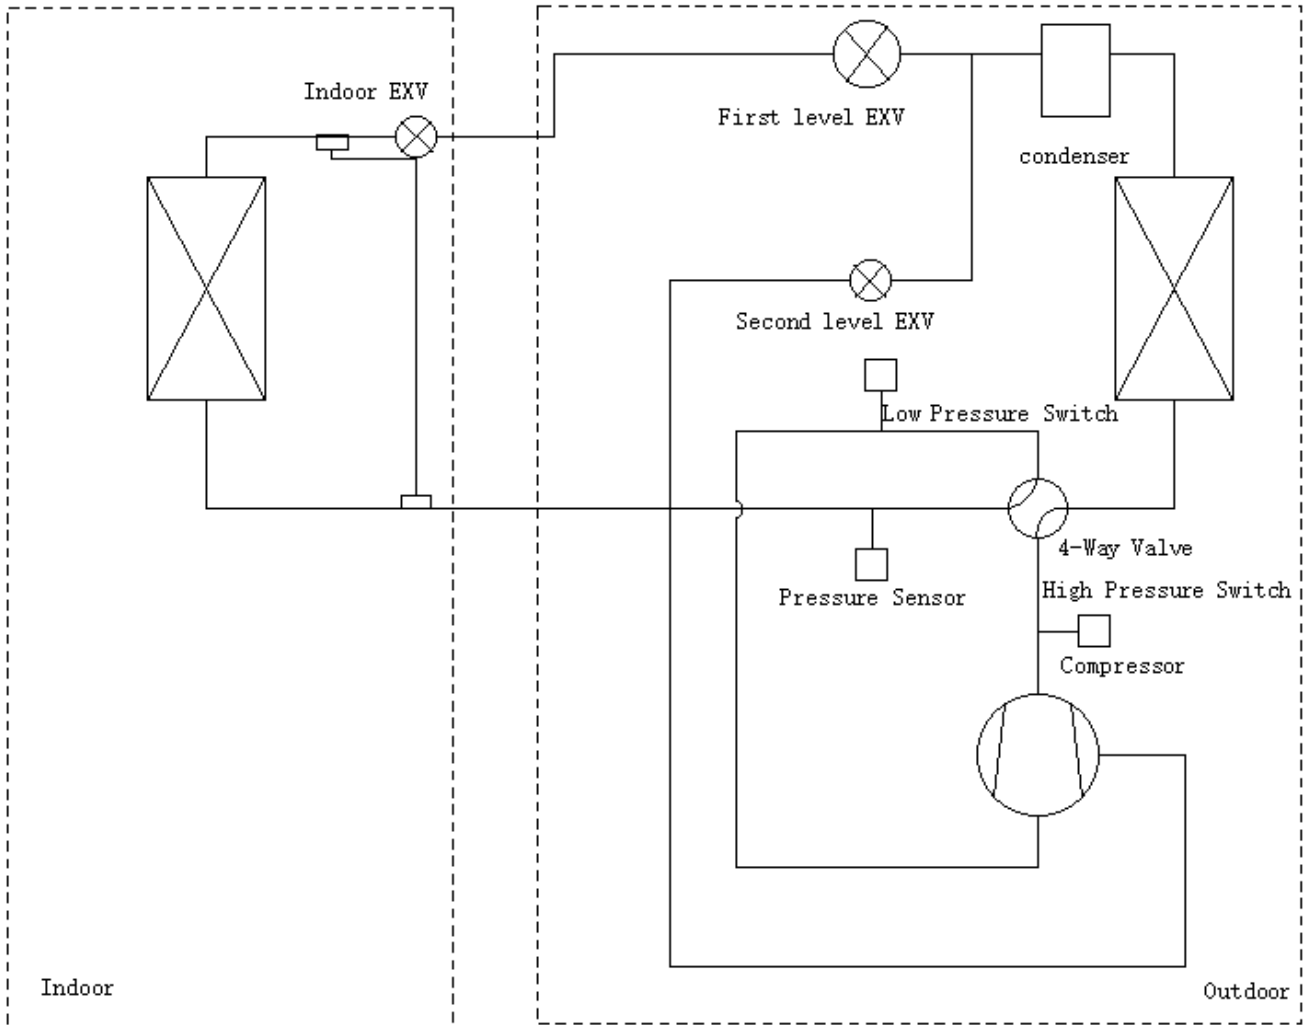 Indoor EXV
First level EXV
condenser
Second level EXV
Low Pressure Switch
4-Way Valve
High Pressure Switch
Pressure Sensor
Compressor
Indoor
Outdoor